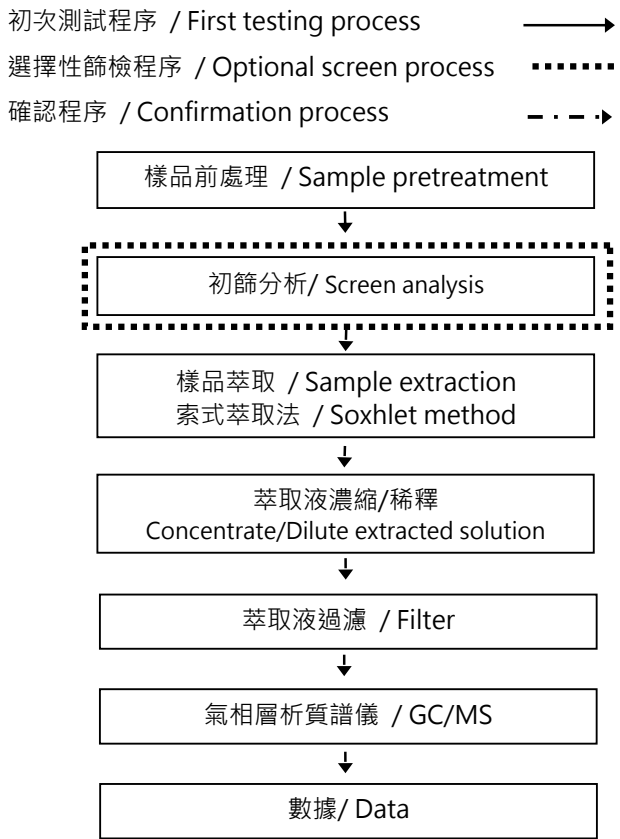 初次測試程序 / First testing process
選擇性篩檢程序 / Optional screen process
確認程序 / Confirmation process
樣品前處理 / Sample pretreatment
初篩分析/ Screen analysis
樣品萃取 / Sample extraction
索式萃取法 / Soxhlet method
萃取液濃縮/稀釋
Concentrate/Dilute extracted solution
萃取液過濾 / Filter
氣相層析質譜儀 / GC/MS
數據/ Data